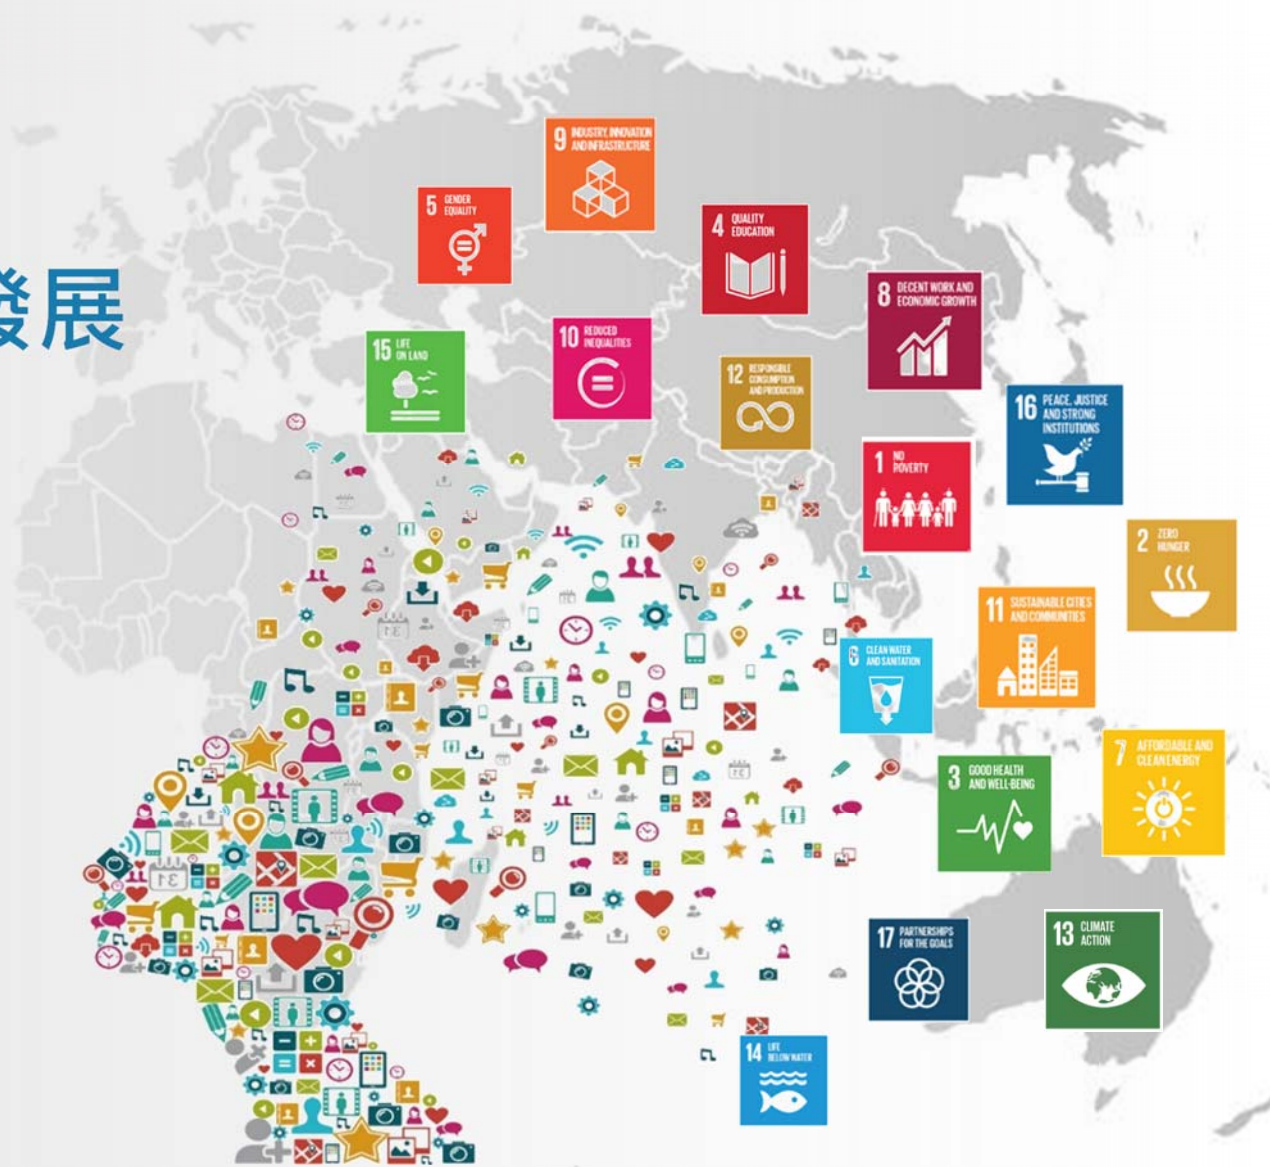 9 INDUSTRY, INNOVATION
AND INFRASTRUCTURE
5 GENDER
EQUALITY
4 QUALITY
EDUCATION
發展
8 DECENT WORK AND
ECONOMIC GROWTH
15 LIFE
ON LAND
10 REDUCED
INEQUALITIES
12 RESPONSIBLE
CONSUMPTION
AND PRODUCTION
16 PEACE, JUSTICE
AND STRONG
INSTITUTIONS
1 NO
POVERTY
2 ZERO
HUNGER
11 SUSTAINABLE CITIES
AND COMMUNITIES
6 CLEAN WATER
AND SANITATION
3 GOOD HEALTH
AND WELL-BEING
7 AFFORDABLE AND
CLEAN ENERGY
17 PARTNERSHIPS
FOR THE GOALS
13 CLIMATE
ACTION
14 LIFE
BELOW WATER